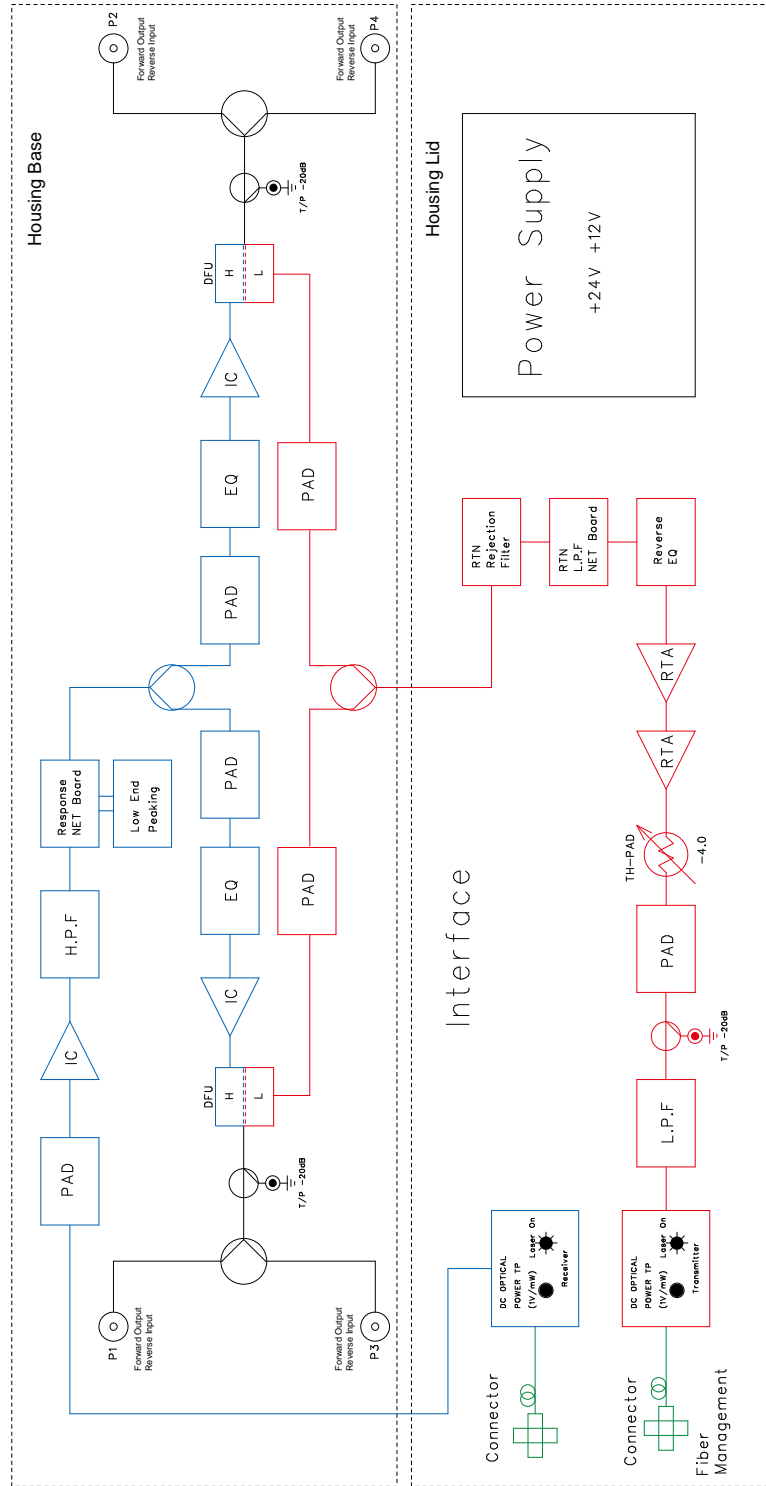 Housing Base
P1
Forward Output
Reverse Input
P3
Forward Output
Reverse Input
P2
Forward Output
Reverse Input
P4
Forward Output
Reverse Input
PAD
IC
H.P.F
Response
NET Board
Low End
Peaking
T/P -20dB
DFU
H
L
IC
EQ
PAD
PAD
EQ
IC
DFU
H
L
T/P -20dB
PAD
PAD
Housing Lid
Interface
Power Supply
+24V +12V
Connector
DC OPTICAL
POWER TP
(1V/mW)
Laser On
Receiver
RTN
Rejection
Filter
RTN
L.P.F
NET Board
Reverse
EQ
Connector
Fiber
Management
DC OPTICAL
POWER TP
(1V/mW)
Laser On
Transmitter
L.P.F
T/P -20dB
PAD
TH-PAD
-4.0
RTA
RTA